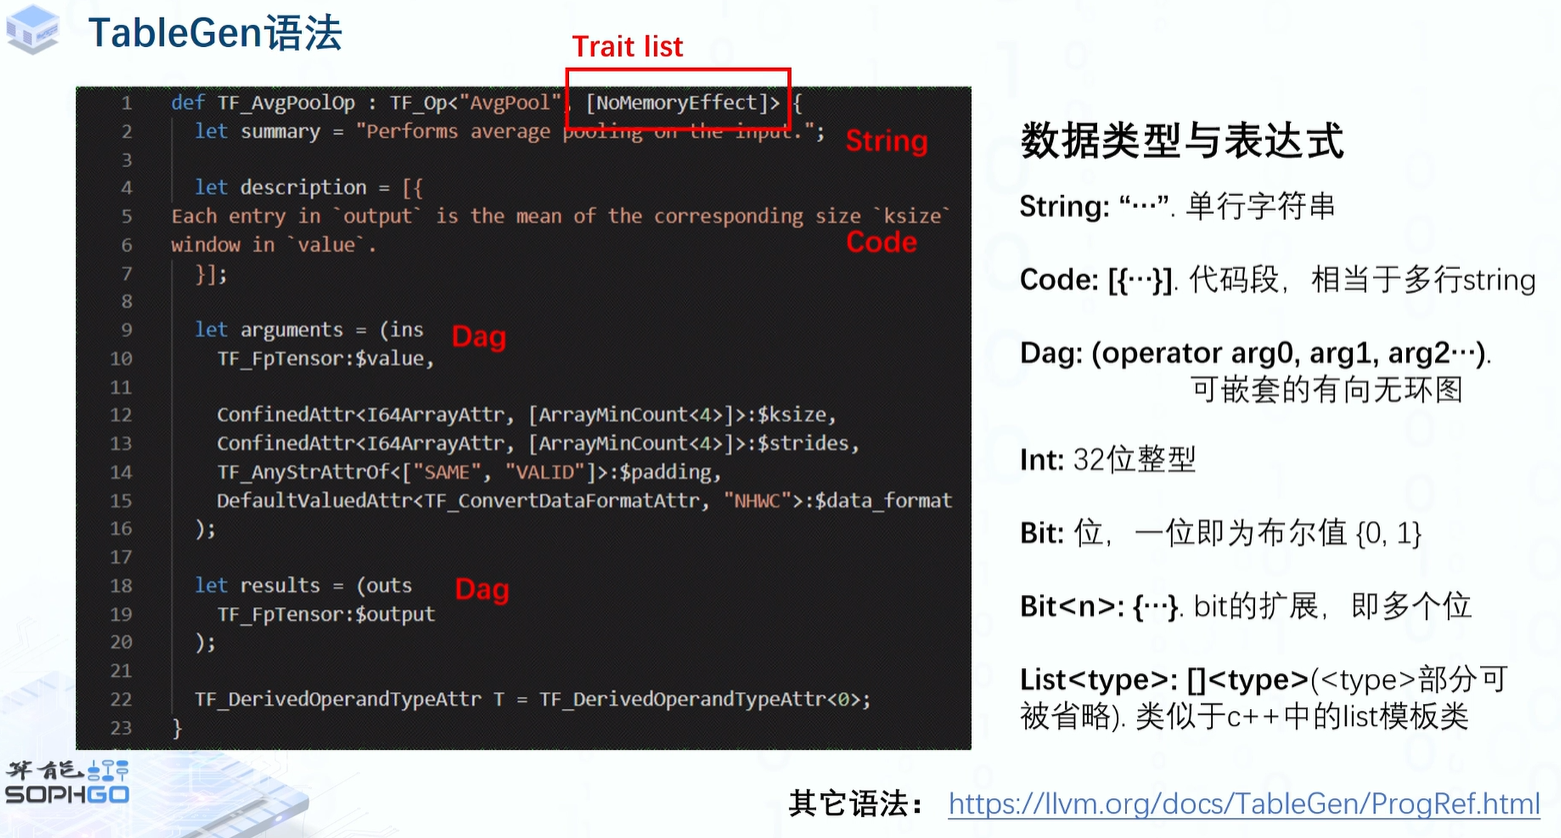 TableGen语法
Trait list
1 def TF_AvgPoolOp : TF_Op<"AvgPool", [NoMemoryEffect]> {
2 let summary = "Performs average pooling on the input.";
String
3
4 let description = [{
5 Each entry in `output` is the mean of the corresponding size `ksize`
6 window in `value`.
Code
7 }];
8
9 let arguments = (ins
Dag
10 TF_FpTensor:$value,
11
12 ConfinedAttr<I64ArrayAttr, [ArrayMinCount<4>]>:$ksize,
13 ConfinedAttr<I64ArrayAttr, [ArrayMinCount<4>]>:$strides,
14 TF_AnyStrAttrOf<["SAME", "VALID"]>:$padding,
15 DefaultValuedAttr<TF_ConvertDataFormatAttr, "NHWC">:$data_format
16 );
17
18 let results = (outs
Dag
19 TF_FpTensor:$output
20 );
21
22 TF_DerivedOperandTypeAttr T = TF_DerivedOperandTypeAttr<0>;
23 }
数据类型与表达式
String: “···”. 单行字符串
Code: [{···}]. 代码段，相当于多行string
Dag: (operator arg0, arg1, arg2···).
可嵌套的有向无环图
Int: 32位整型
Bit: 位，一位即为布尔值 {0, 1}
Bit<n>: {···}. bit的扩展，即多个位
List<type>: []<type>(<type>部分可
被省略). 类似于c++中的list模板类
算能
SOPHGO
其它语法： https://llvm.org/docs/TableGen/ProgRef.html